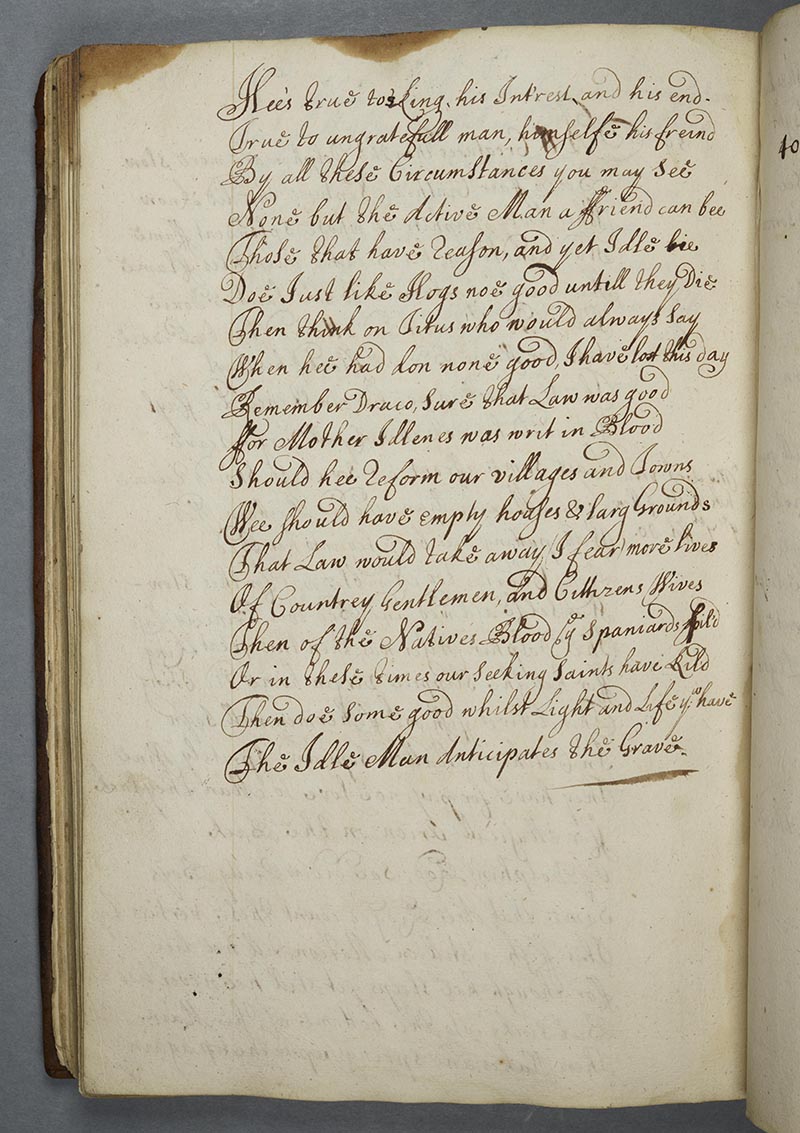 Hee's true to's King, his Int'rest, and his end.
True to ungratefull man, himselfe his freind
By all these Circumstances you may see
None but the Active Man a ffriend can bee
Those that have reason, and yet Idle lie
Doe Just like Hogs noe good untill they Die.
Then think on Titus who would always say
When hee had don none good, I have lost this day
Remember Draco, sure that Law was good
ffor Mother Idlenes was writ in Blood
Should hee reform our villages and Towns
Wee should have empty houses & larg Grounds
That Law would take away (I fear) more lives
Of Countrey Gentlemen, and Cittyzens Wives
Then of the Natives Blood ye Spaniards spild
Or in these times our seeking Saints have Kild
Then doe some good whilst Light and Life you have
The Idle Man Anticipates the Grave.
40